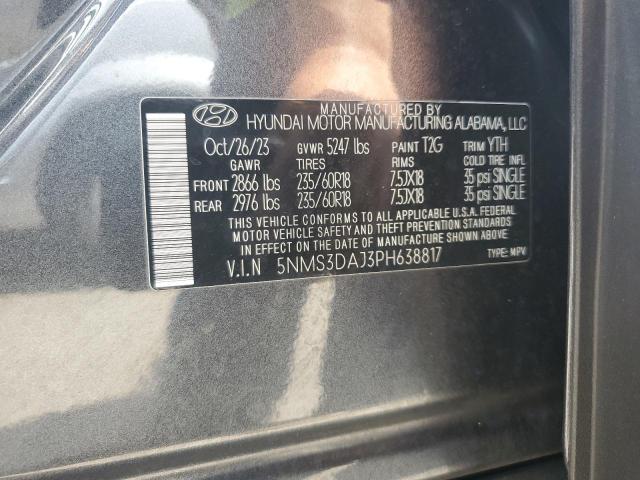 MANUFACTURED BY
HYUNDAI MOTOR MANUFACTURING ALABAMA, LLC
Oct/26/23 GVWR 5247 lbs PAINT T2G TRIM YTH
GAWR TIRES RIMS COLD TIRE INFL
FRONT 2866 lbs 235/60R18 7.5JX18 35 psi SINGLE
REAR 2976 lbs 235/60R18 7.5JX18 35 psi SINGLE
THIS VEHICLE CONFORMS TO ALL APPLICABLE U.S.A. FEDERAL
MOTOR VEHICLE SAFETY, BUMPER, AND THEFT PREVENTION STANDARDS
IN EFFECT ON THE DATE OF MANUFACTURE SHOWN ABOVE.
V.I.N 5NMS3DAJ3PH638817 TYPE: MPV